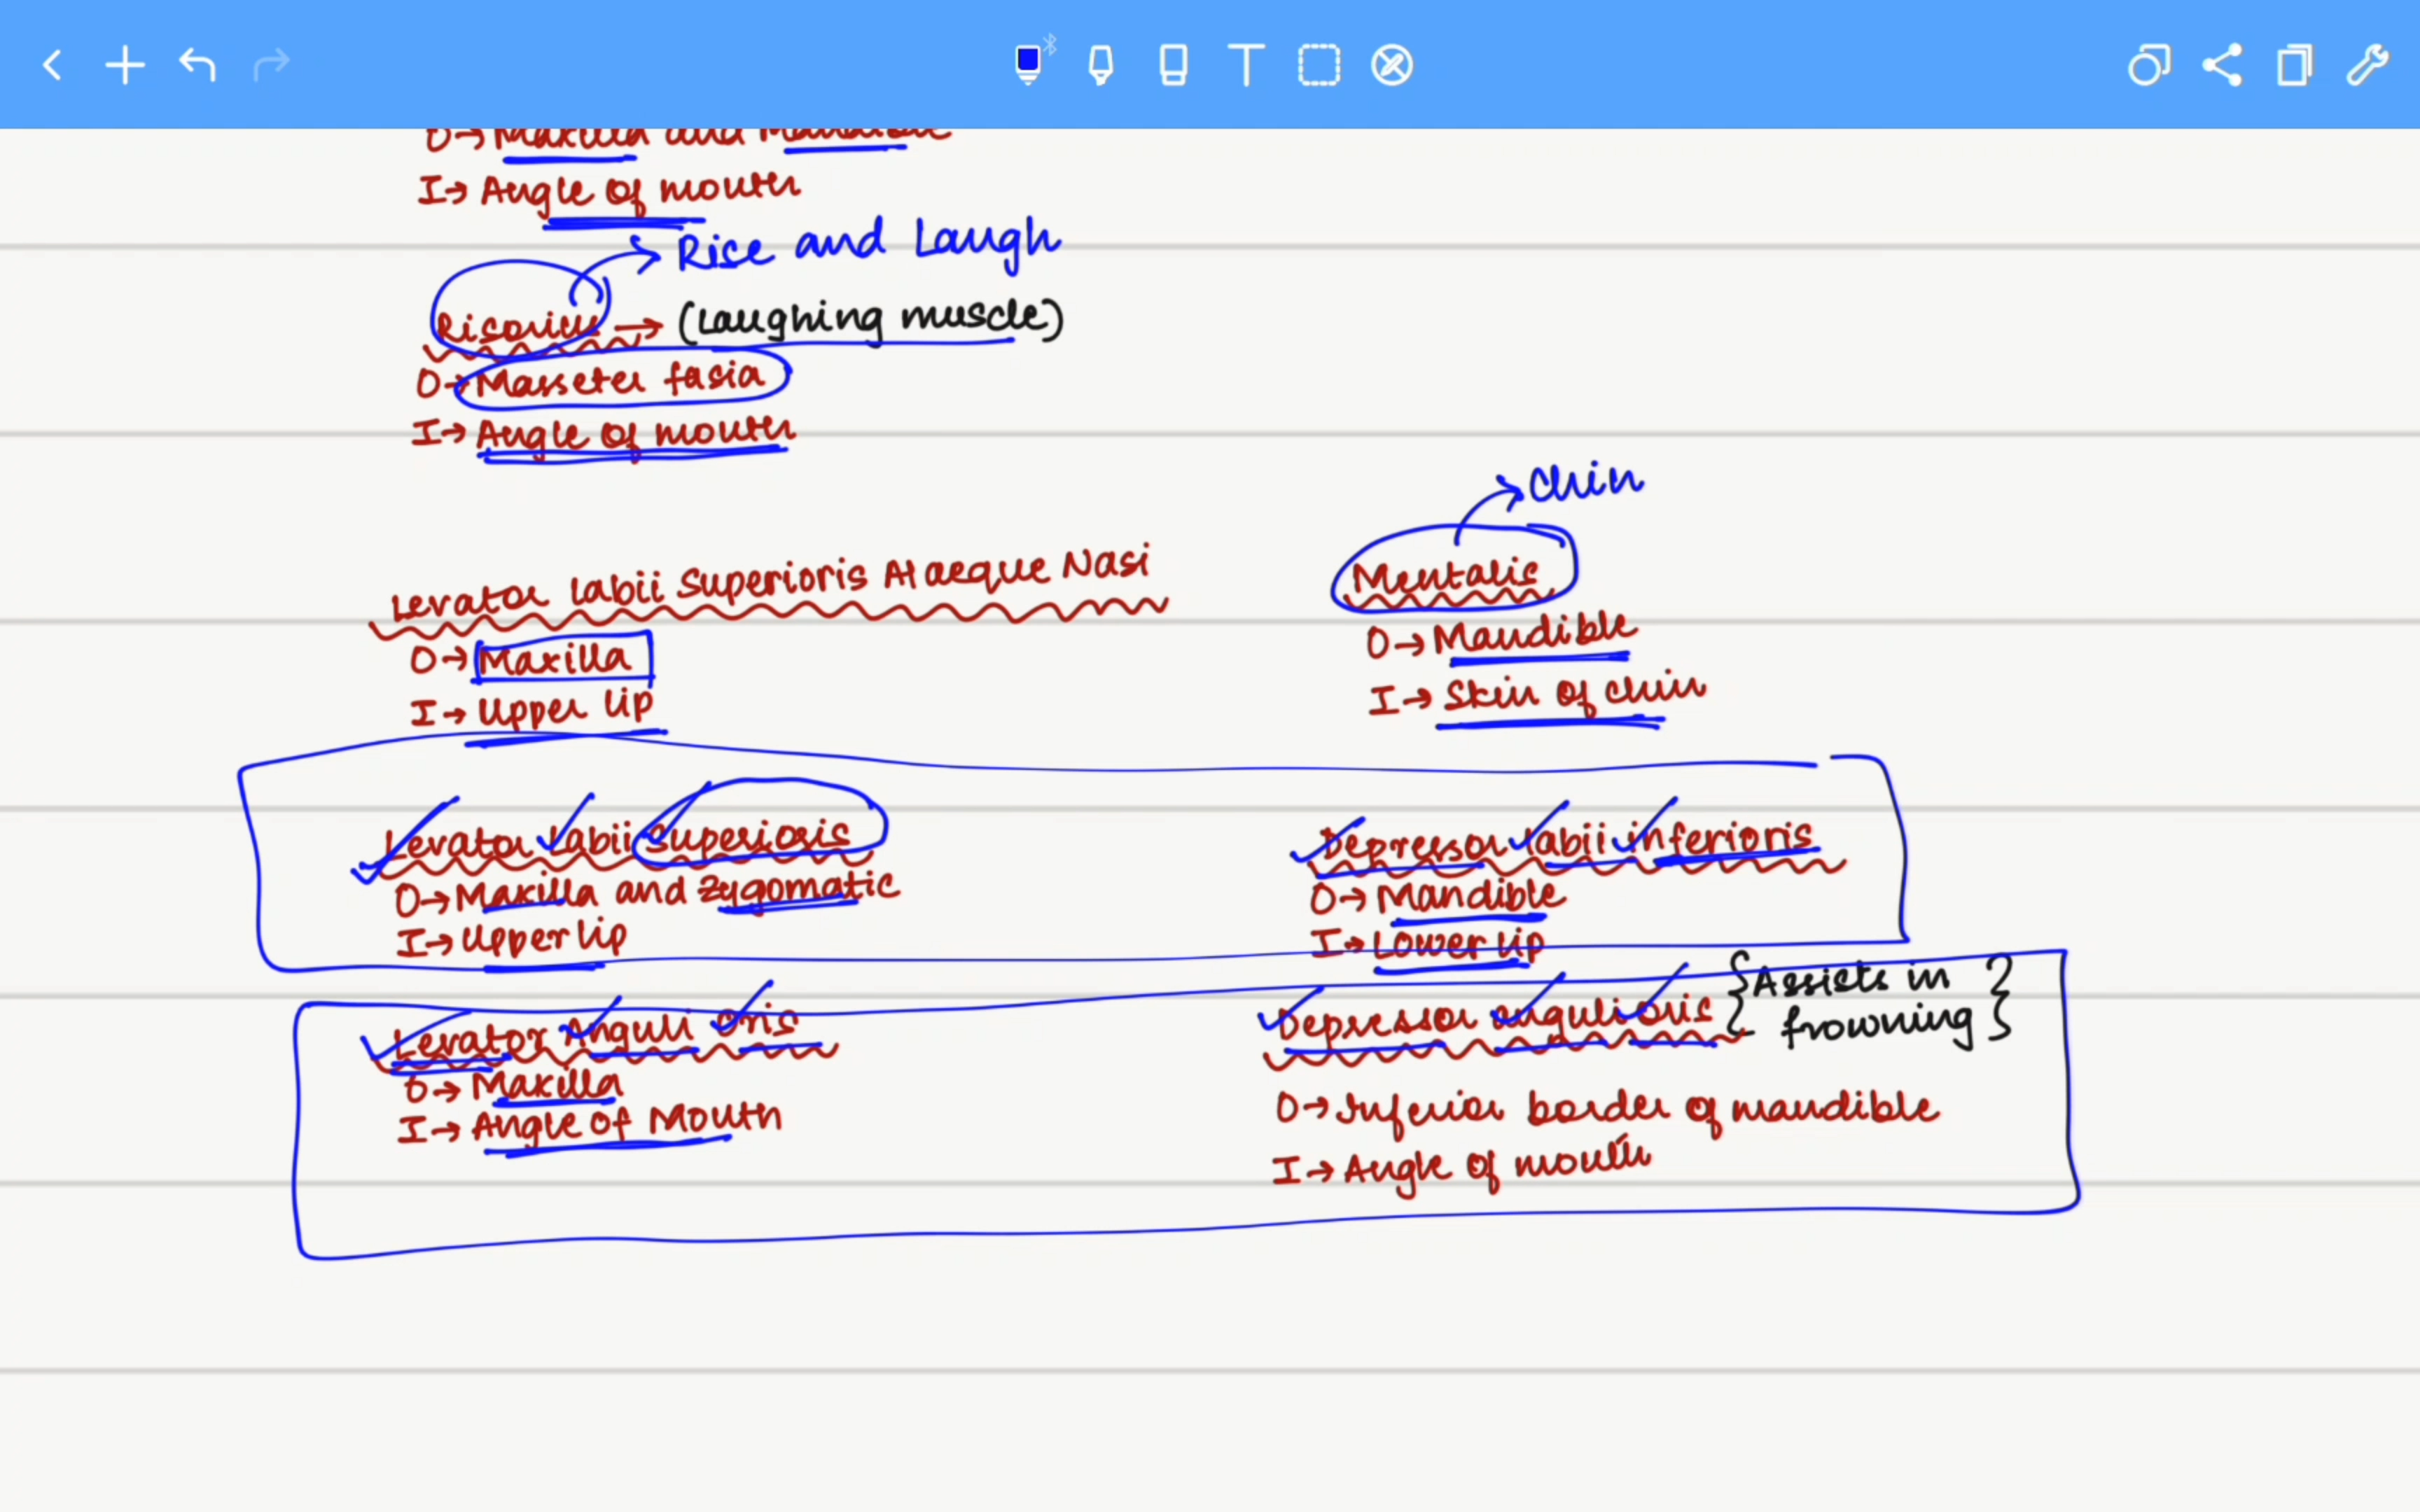 O→ Maxilla and Mandible
I→ Angle of mouth
Rise and Laugh
Risorius → (Laughing muscle)
O→ Masseter fasia
I→ Angle of mouth
Chin
Levator Labii Superioris Alaeque Nasi
O→ Maxilla
I→ Upper lip
Mentalis
O→ Mandible
I→ Skin of chin
Levator Labii Superioris
O→ Maxilla and Zygomatic
I→ Upper lip
Depressor labii inferioris
O→ Mandible
I→ Lower lip
Levator Anguli Oris
O→ Maxilla
I→ Angle of Mouth
Depressor anguli oris {Assists in
frowning}
O→ Inferior border of mandible
I→ Angle of mouth